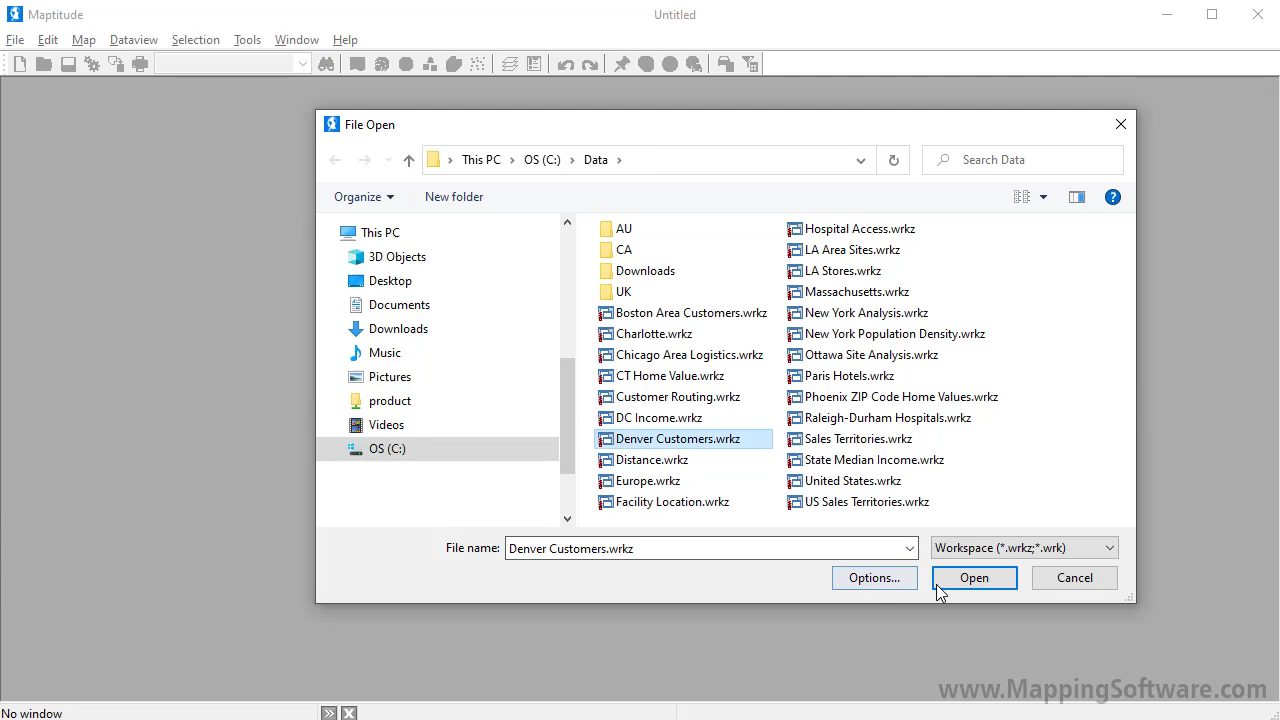 Maptitude
Untitled
File Edit Map Dataview Selection Tools Window Help
File Open
This PC OS (C:) Data
Search Data
Organize New folder
This PC
3D Objects
Desktop
Documents
Downloads
Music
Pictures
product
Videos
OS (C:)
AU
CA
Downloads
UK
Boston Area Customers.wrkz
Charlotte.wrkz
Chicago Area Logistics.wrkz
CT Home Value.wrkz
Customer Routing.wrkz
DC Income.wrkz
Denver Customers.wrkz
Distance.wrkz
Europe.wrkz
Facility Location.wrkz
Hospital Access.wrkz
LA Area Sites.wrkz
LA Stores.wrkz
Massachusetts.wrkz
New York Analysis.wrkz
New York Population Density.wrkz
Ottawa Site Analysis.wrkz
Paris Hotels.wrkz
Phoenix ZIP Code Home Values.wrkz
Raleigh-Durham Hospitals.wrkz
Sales Territories.wrkz
State Median Income.wrkz
United States.wrkz
US Sales Territories.wrkz
File name: Denver Customers.wrkz
Workspace (*.wrkz;*.wrk)
Options... Open Cancel
www.MappingSoftware.com
No window